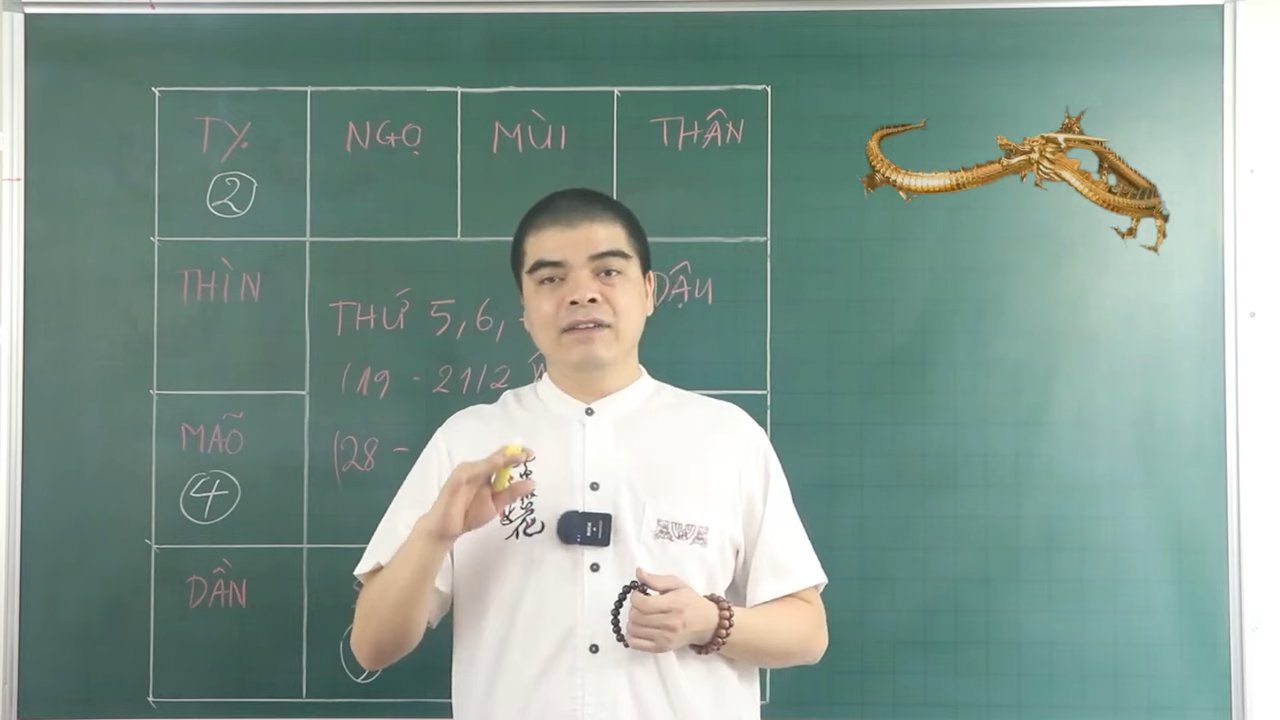 TỴ
NGỌ
MÙI
THÂN
2
THÌN
THỨ 5,6,
DẬU
(19 - 21/2
MÃO
(28 -
4
DẦN